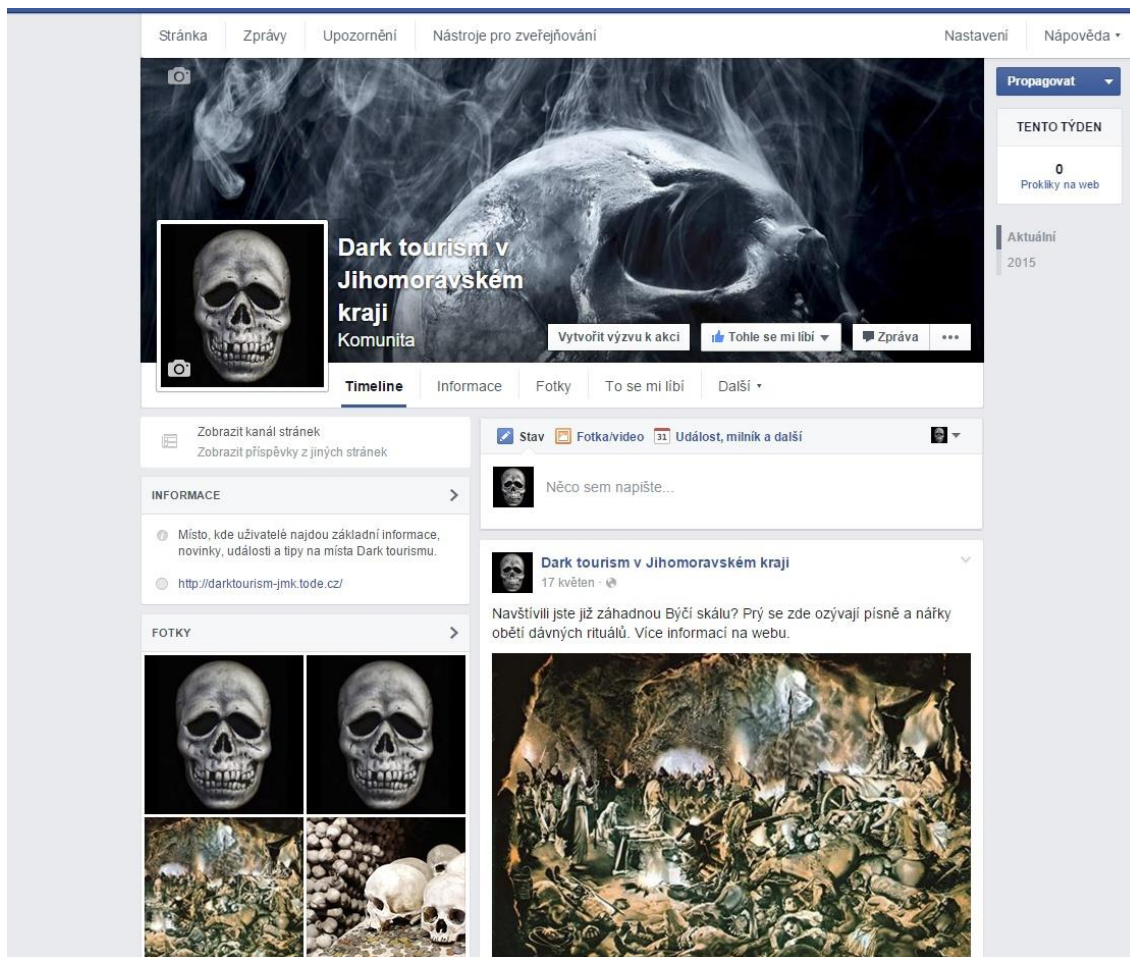 Stránka Zprávy Upozornění Nástroje pro zveřejňování Nastavení Nápověda
Propagovat
TENTO TÝDEN
0
Prokliky na web
Aktuální
2015
Dark tourism v
Jihomoravském
kraji
Komunita
Vytvořit výzvu k akci Tohle se mi líbí Zpráva
Timeline Informace Fotky To se mi líbí Další
Zobrazit kanál stránek
Zobrazit příspěvky z jiných stránek
INFORMACE
Místo, kde uživatelé najdou základní informace,
novinky, události a tipy na místa Dark tourismu.
http://darktourism-jmk.tode.cz/
FOTKY
Stav Fotka/video 31 Událost, milník a další
Něco sem napište...
Dark tourism v Jihomoravském kraji
17 květen ·
Navštívili jste již záhadnou Býčí skálu? Prý se zde ozývají písně a nářky
obětí dávných rituálů. Více informací na webu.